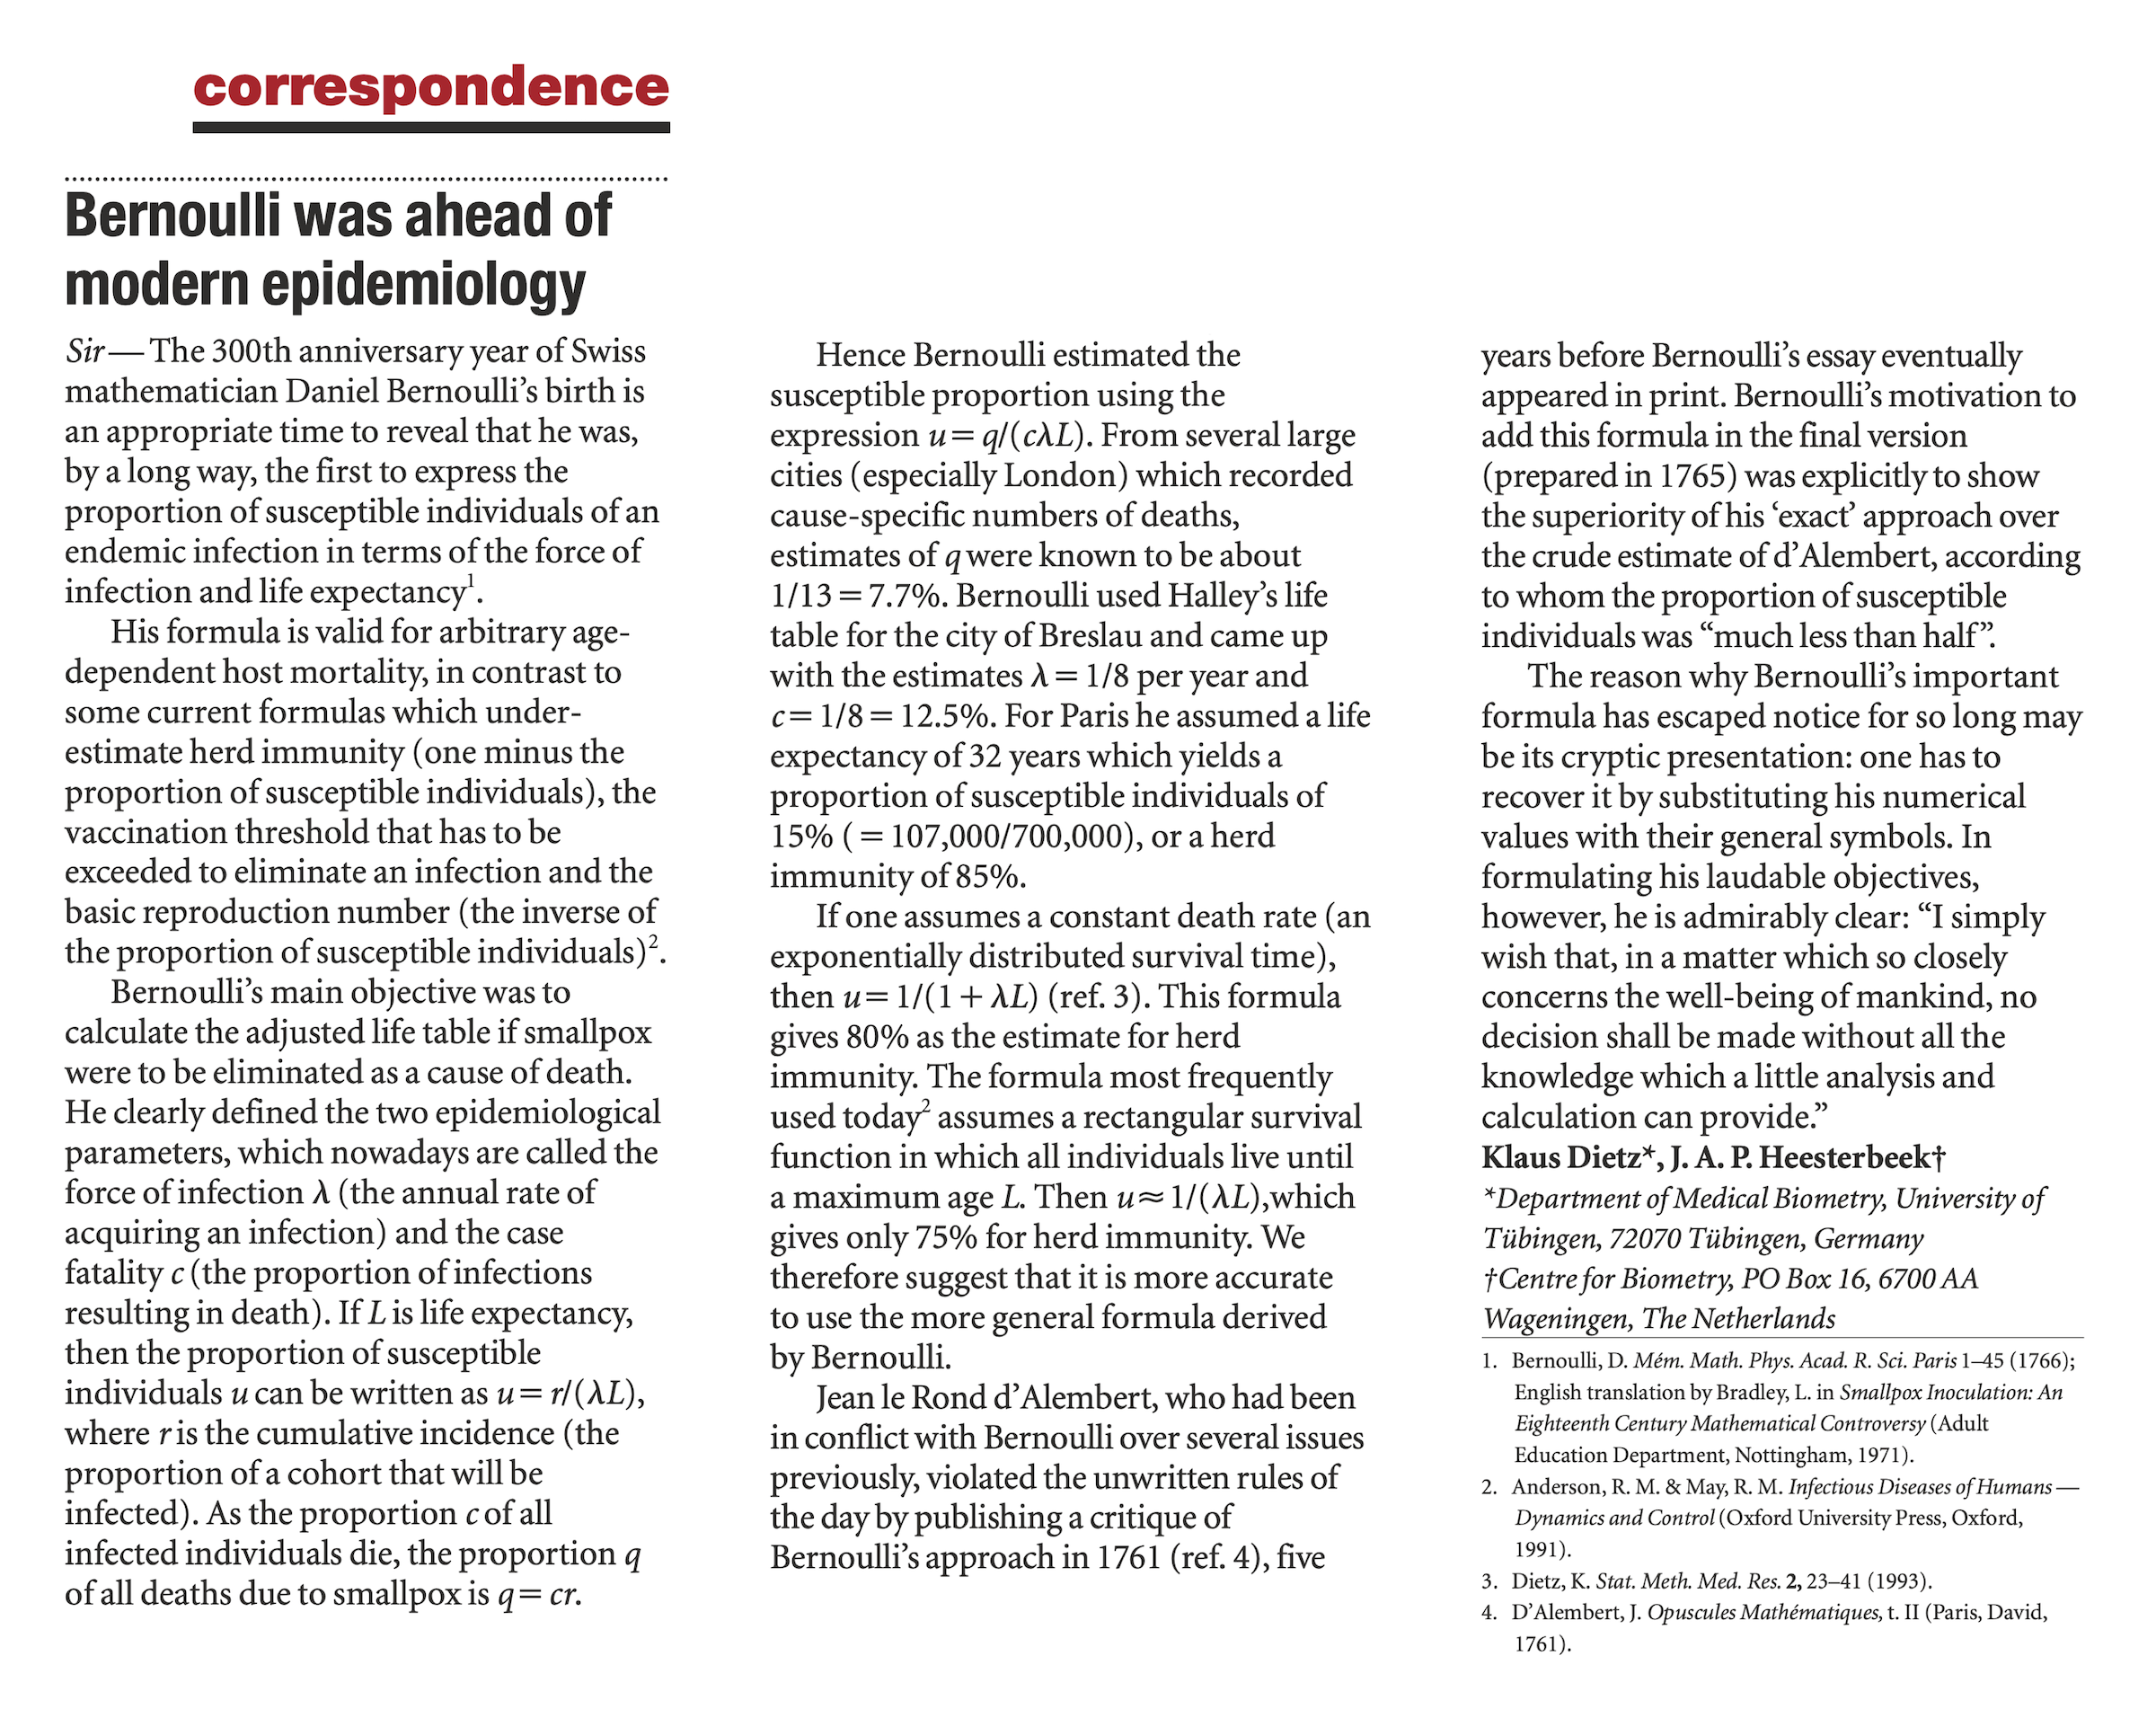 correspondence
Bernoulli was ahead of
modern epidemiology
Sir — The 300th anniversary year of Swiss
mathematician Daniel Bernoulli’s birth is
an appropriate time to reveal that he was,
by a long way, the first to express the
proportion of susceptible individuals of an
endemic infection in terms of the force of
infection and life expectancy¹.
His formula is valid for arbitrary age-
dependent host mortality, in contrast to
some current formulas which under-
estimate herd immunity (one minus the
proportion of susceptible individuals), the
vaccination threshold that has to be
exceeded to eliminate an infection and the
basic reproduction number (the inverse of
the proportion of susceptible individuals)².
Bernoulli’s main objective was to
calculate the adjusted life table if smallpox
were to be eliminated as a cause of death.
He clearly defined the two epidemiological
parameters, which nowadays are called the
force of infection λ (the annual rate of
acquiring an infection) and the case
fatality c (the proportion of infections
resulting in death). If L is life expectancy,
then the proportion of susceptible
individuals u can be written as u = r/(λL),
where r is the cumulative incidence (the
proportion of a cohort that will be
infected). As the proportion c of all
infected individuals die, the proportion q
of all deaths due to smallpox is q = cr.
Hence Bernoulli estimated the
susceptible proportion using the
expression u = q/(cλL). From several large
cities (especially London) which recorded
cause-specific numbers of deaths,
estimates of q were known to be about
1/13 = 7.7%. Bernoulli used Halley’s life
table for the city of Breslau and came up
with the estimates λ = 1/8 per year and
c = 1/8 = 12.5%. For Paris he assumed a life
expectancy of 32 years which yields a
proportion of susceptible individuals of
15% ( = 107,000/700,000), or a herd
immunity of 85%.
If one assumes a constant death rate (an
exponentially distributed survival time),
then u = 1/(1 + λL) (ref. 3). This formula
gives 80% as the estimate for herd
immunity. The formula most frequently
used today² assumes a rectangular survival
function in which all individuals live until
a maximum age L. Then u ≈ 1/(λL),which
gives only 75% for herd immunity. We
therefore suggest that it is more accurate
to use the more general formula derived
by Bernoulli.
Jean le Rond d’Alembert, who had been
in conflict with Bernoulli over several issues
previously, violated the unwritten rules of
the day by publishing a critique of
Bernoulli’s approach in 1761 (ref. 4), five
years before Bernoulli’s essay eventually
appeared in print. Bernoulli’s motivation to
add this formula in the final version
(prepared in 1765) was explicitly to show
the superiority of his ‘exact’ approach over
the crude estimate of d’Alembert, according
to whom the proportion of susceptible
individuals was “much less than half”.
The reason why Bernoulli’s important
formula has escaped notice for so long may
be its cryptic presentation: one has to
recover it by substituting his numerical
values with their general symbols. In
formulating his laudable objectives,
however, he is admirably clear: “I simply
wish that, in a matter which so closely
concerns the well-being of mankind, no
decision shall be made without all the
knowledge which a little analysis and
calculation can provide.”
Klaus Dietz*, J. A. P. Heesterbeek†
*Department of Medical Biometry, University of
Tübingen, 72070 Tübingen, Germany
†Centre for Biometry, PO Box 16, 6700 AA
Wageningen, The Netherlands
1. Bernoulli, D. Mém. Math. Phys. Acad. R. Sci. Paris 1–45 (1766);
English translation by Bradley, L. in Smallpox Inoculation: An
Eighteenth Century Mathematical Controversy (Adult
Education Department, Nottingham, 1971).
2. Anderson, R. M. & May, R. M. Infectious Diseases of Humans —
Dynamics and Control (Oxford University Press, Oxford,
1991).
3. Dietz, K. Stat. Meth. Med. Res. 2, 23–41 (1993).
4. D’Alembert, J. Opuscules Mathématiques, t. II (Paris, David,
1761).